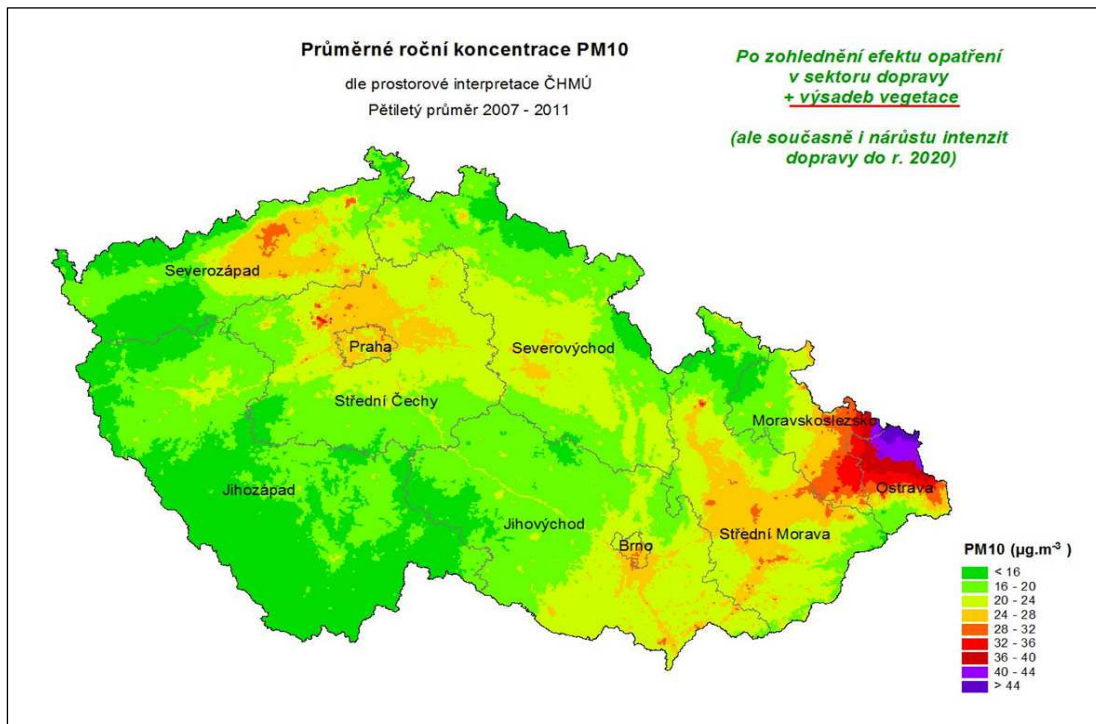 Průměrné roční koncentrace PM10
dle prostorové interpretace ČHMÚ
Pětiletý průměr 2007 - 2011
Po zohlednění efektu opatření
v sektoru dopravy
+ výsadeb vegetace
(ale současně i nárůstu intenzit
dopravy do r. 2020)
Severozápad
Praha
Severovýchod
Střední Čechy
Moravskoslezsko
Jihozápad
Ostrava
Jihovýchod
Střední Morava
Brno
PM10 (µg.m⁻³ )
< 16
16 - 20
20 - 24
24 - 28
28 - 32
32 - 36
36 - 40
40 - 44
> 44